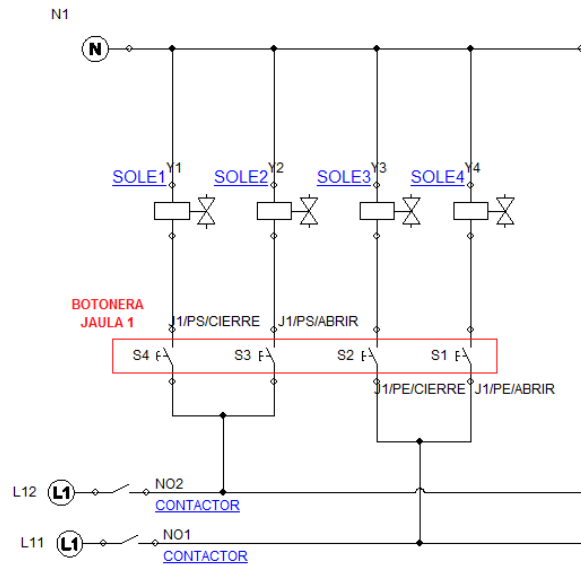 N1
N
Y1 Y2 Y3 Y4
SOLE1 SOLE2 SOLE3 SOLE4
BOTONERA
JAULA 1
J1/PS/CIERRE J1/PS/ABRIR
S4 S3 S2 S1
J1/PE/CIERRE J1/PE/ABRIR
L12 L1 NO2
CONTACTOR
L11 L1 NO1
CONTACTOR